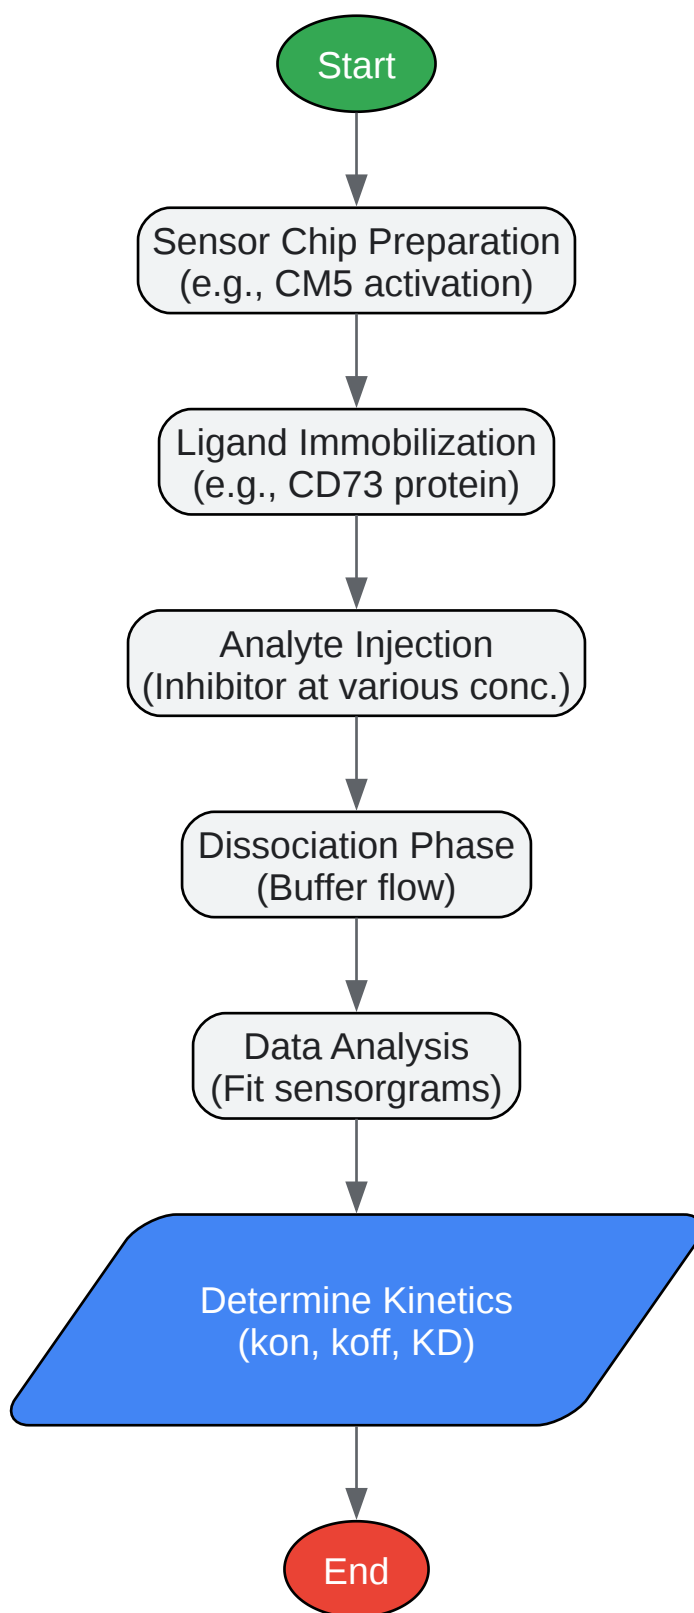 Start
Sensor Chip Preparation
(e.g., CM5 activation)
Ligand Immobilization
(e.g., CD73 protein)
Analyte Injection
(Inhibitor at various conc.)
Dissociation Phase
(Buffer flow)
Data Analysis
(Fit sensorgrams)
Determine Kinetics
(kon, koff, KD)
End